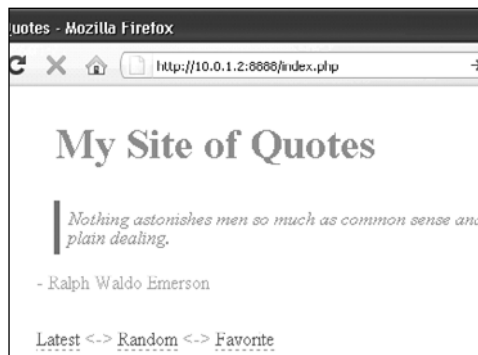 uotes - Mozilla Firefox
http://10.0.1.2:8888/index.php
My Site of Quotes
Nothing astonishes men so much as common sense and
plain dealing.
- Ralph Waldo Emerson
Latest <-> Random <-> Favorite